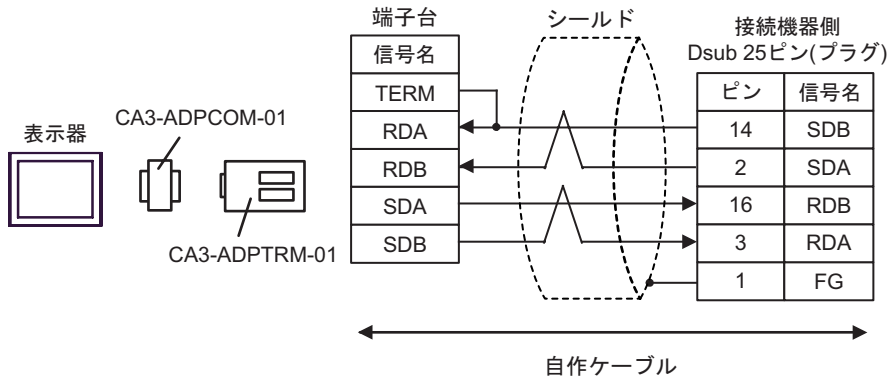 端子台
シールド
接続機器側
Dsub 25ピン(プラグ)
信号名
TERM
RDA
RDB
SDA
SDB
ピン 信号名
14 SDB
2 SDA
16 RDB
3 RDA
1 FG
表示器
CA3-ADPCOM-01
CA3-ADPTRM-01
自作ケーブル